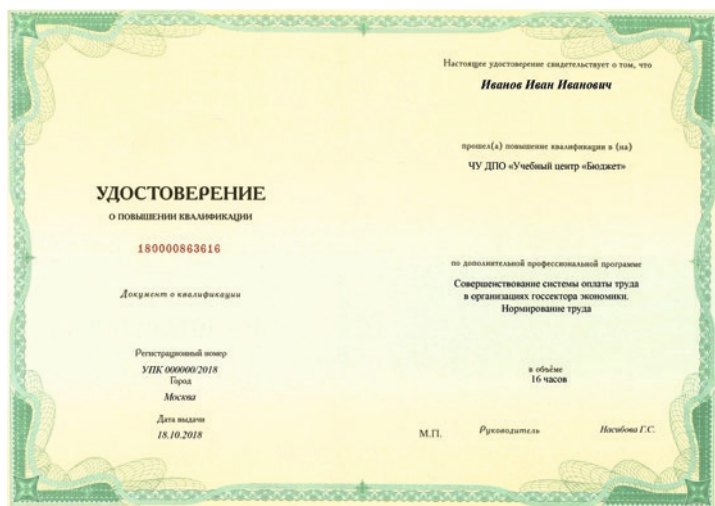 УДОСТОВЕРЕНИЕ
О ПОВЫШЕНИИ КВАЛИФИКАЦИИ
180000863616
Документ о квалификации
Регистрационный номер
УПК 000000/2018
Город
Москва
Дата выдачи
18.10.2018
Настоящее удостоверение свидетельствует о том, что
Иванов Иван Иванович
прошел(а) повышение квалификации в (на)
ЧУ ДПО «Учебный центр «Бюджет»
по дополнительной профессиональной программе
Совершенствование системы оплаты труда
в организациях госсектора экономики.
Нормирование труда
в объёме
16 часов
М.П. Руководитель Насибова Г.С.